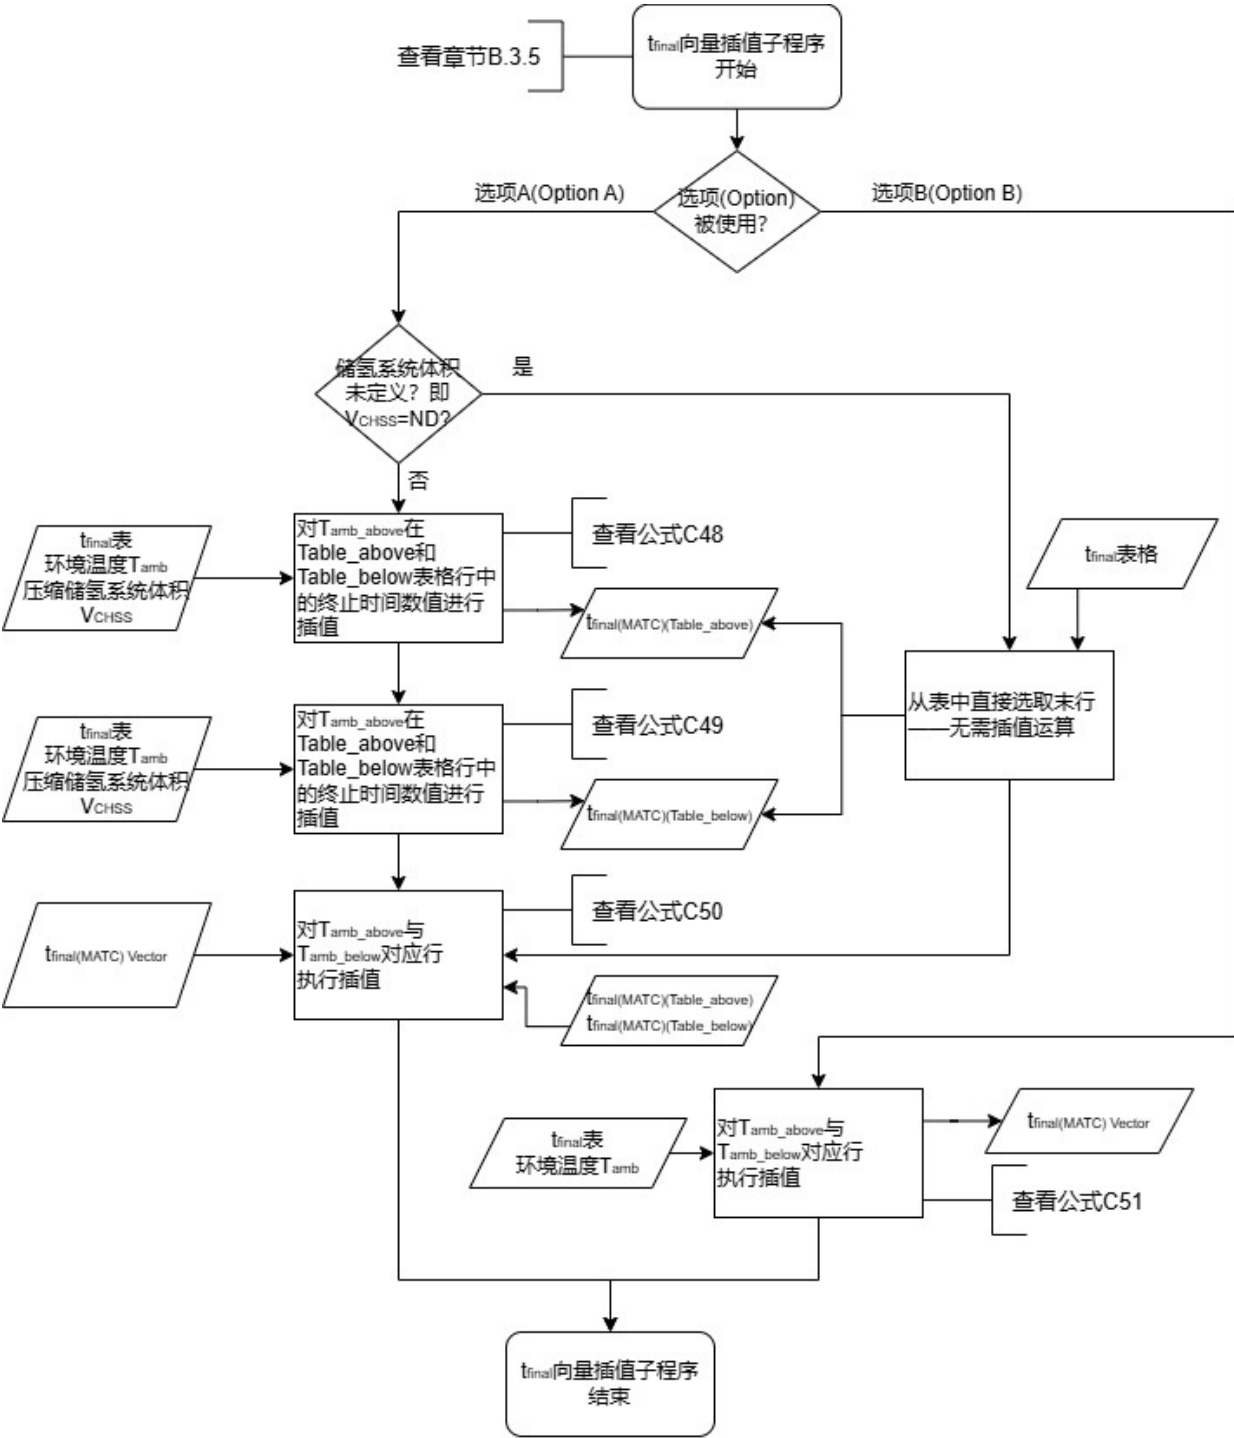 查看章节B.3.5
tfinal向量插值子程序
开始
选项A(Option A)
选项(Option)
被使用？
选项B(Option B)
储氢系统体积
未定义？即
VCHSS=ND?
是
否
tfinal表
环境温度Tamb
压缩储氢系统体积
VCHSS
对Tamb_above在
Table_above和
Table_below表格行中
的终止时间数值进行
插值
查看公式C48
tfinal(MATC)(Table_above)
tfinal表格
从表中直接选取末行
——无需插值运算
tfinal表
环境温度Tamb
压缩储氢系统体积
VCHSS
对Tamb_above在
Table_above和
Table_below表格行中
的终止时间数值进行
插值
查看公式C49
tfinal(MATC)(Table_below)
tfinal(MATC) Vector
对Tamb_above与
Tamb_below对应行
执行插值
查看公式C50
tfinal(MATC)(Table_above)
tfinal(MATC)(Table_below)
tfinal表
环境温度Tamb
对Tamb_above与
Tamb_below对应行
执行插值
tfinal(MATC) Vector
查看公式C51
tfinal向量插值子程序
结束